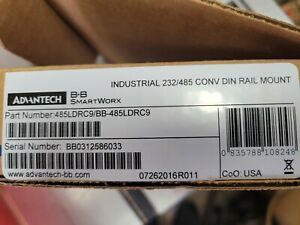 INDUSTRIAL 232/485 CONV DIN RAIL MOUNT
ADVANTECH B+B
SMARTWORX
Part Number:485LDRC9/BB-485LDRC9
Serial Number: BB0312586033
0 835788 108248
www.advantech-bb.com 07262016R011 CoO: USA